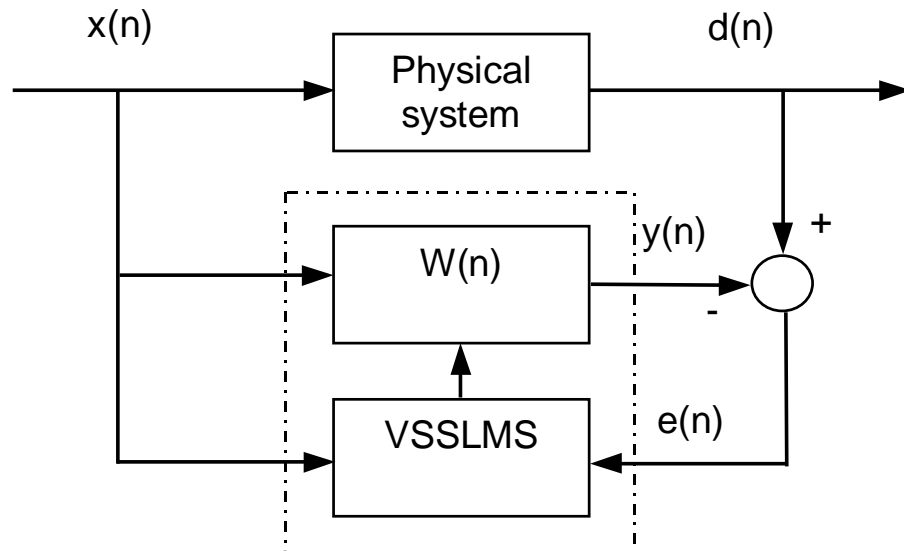 x(n)
d(n)
Physical
system
W(n)
y(n)
+
-
VSSLMS
e(n)